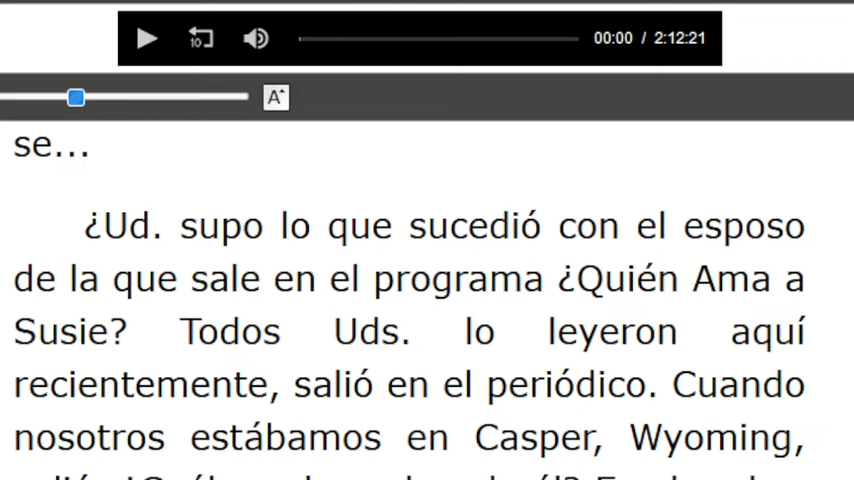 10
00:00 / 2:12:21
A
se...
¿Ud. supo lo que sucedió con el esposo
de la que sale en el programa ¿Quién Ama a
Susie? Todos Uds. lo leyeron aquí
recientemente, salió en el periódico. Cuando
nosotros estábamos en Casper, Wyoming,